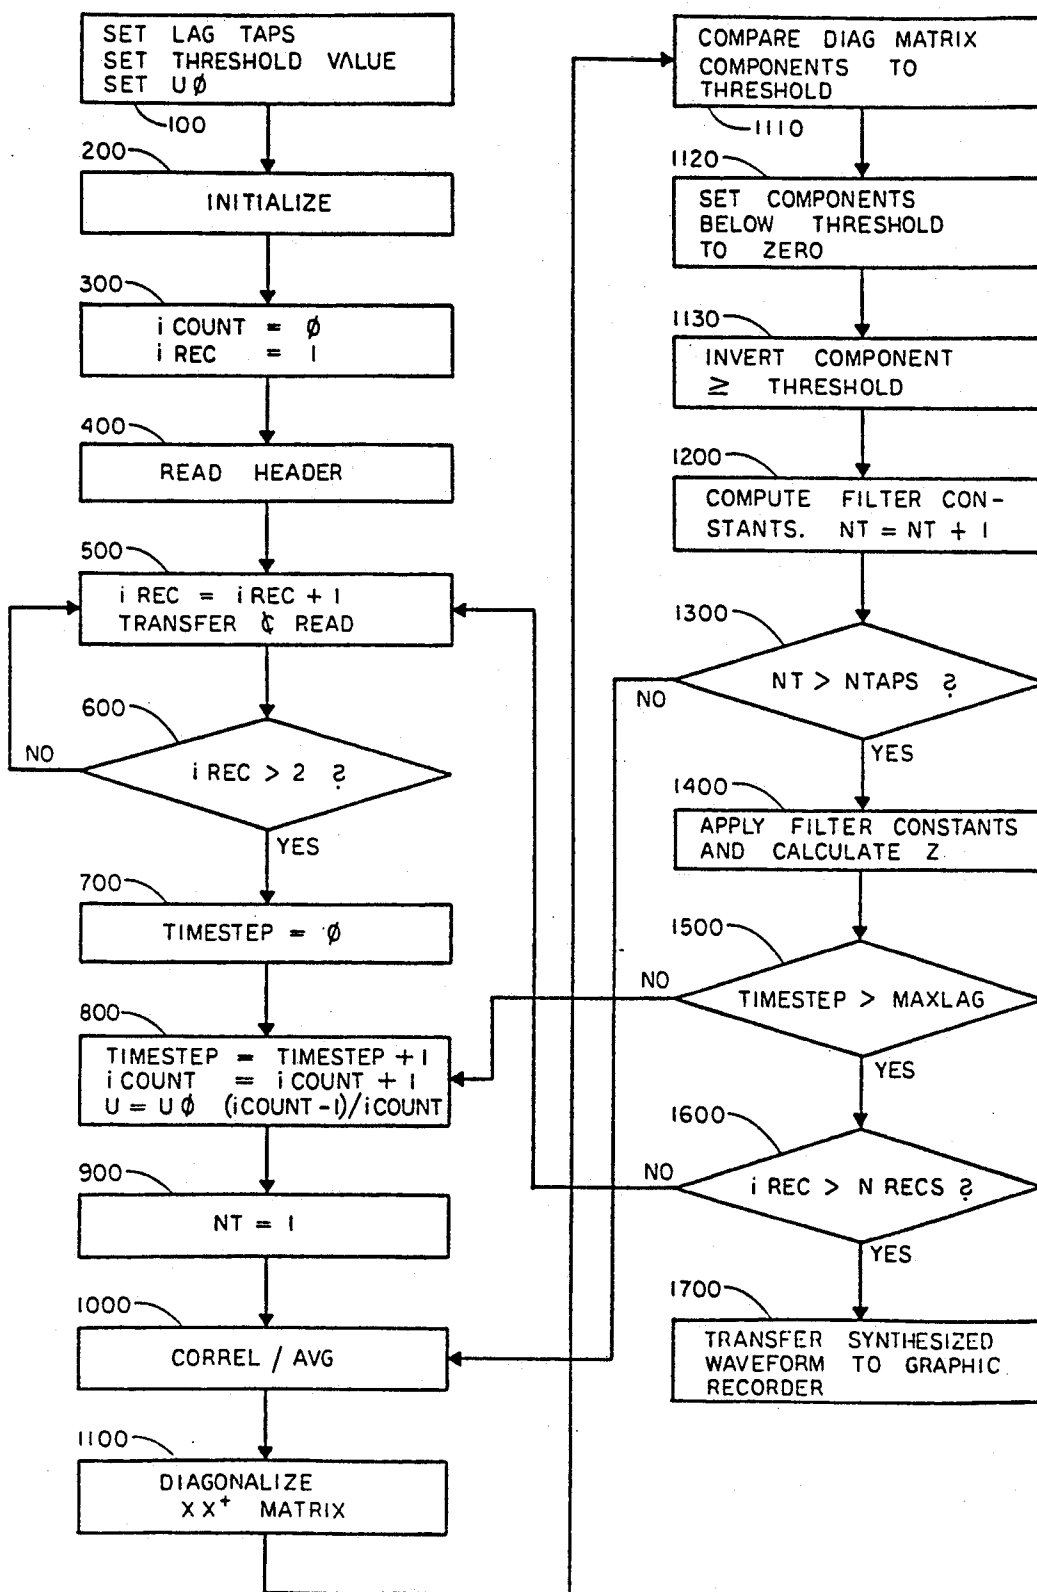 SET LAG TAPS
SET THRESHOLD VALUE
SET UØ
100
200
INITIALIZE
300
i COUNT = Ø
i REC = 1
400
READ HEADER
500
i REC = i REC + 1
TRANSFER & READ
600
NO
i REC > 2 ?
YES
700
TIMESTEP = Ø
800
TIMESTEP = TIMESTEP + 1
i COUNT = i COUNT + 1
U = UØ (iCOUNT-1)/iCOUNT
900
NT = 1
1000
CORREL / AVG
1100
DIAGONALIZE
XX+ MATRIX
COMPARE DIAG MATRIX
COMPONENTS TO
THRESHOLD
1110
1120
SET COMPONENTS
BELOW THRESHOLD
TO ZERO
1130
INVERT COMPONENT
≥ THRESHOLD
1200
COMPUTE FILTER CON-
STANTS. NT = NT + 1
1300
NO
NT > NTAPS ?
YES
1400
APPLY FILTER CONSTANTS
AND CALCULATE Z
1500
NO
TIMESTEP > MAXLAG
YES
1600
NO
i REC > N RECS ?
YES
1700
TRANSFER SYNTHESIZED
WAVEFORM TO GRAPHIC
RECORDER